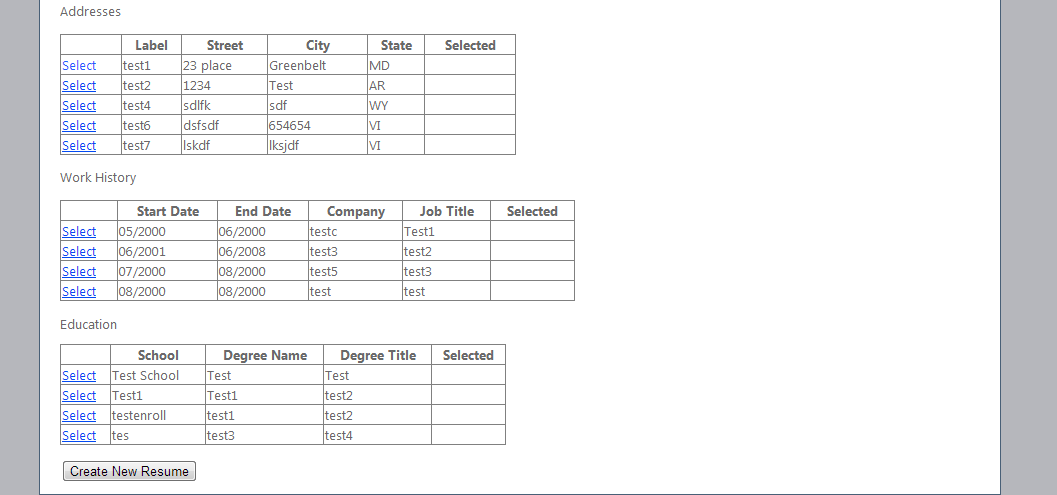 Addresses
Label Street City State Selected
Select test1 23 place Greenbelt MD
Select test2 1234 Test AR
Select test4 sdlfk sdf WY
Select test6 dsfsdf 654654 VI
Select test7 lskdf lksjdf VI
Work History
Start Date End Date Company Job Title Selected
Select 05/2000 06/2000 testc Test1
Select 06/2001 06/2008 test3 test2
Select 07/2000 08/2000 test5 test3
Select 08/2000 08/2000 test test
Education
School Degree Name Degree Title Selected
Select Test School Test Test
Select Test1 Test1 test2
Select testenroll test1 test2
Select tes test3 test4
Create New Resume